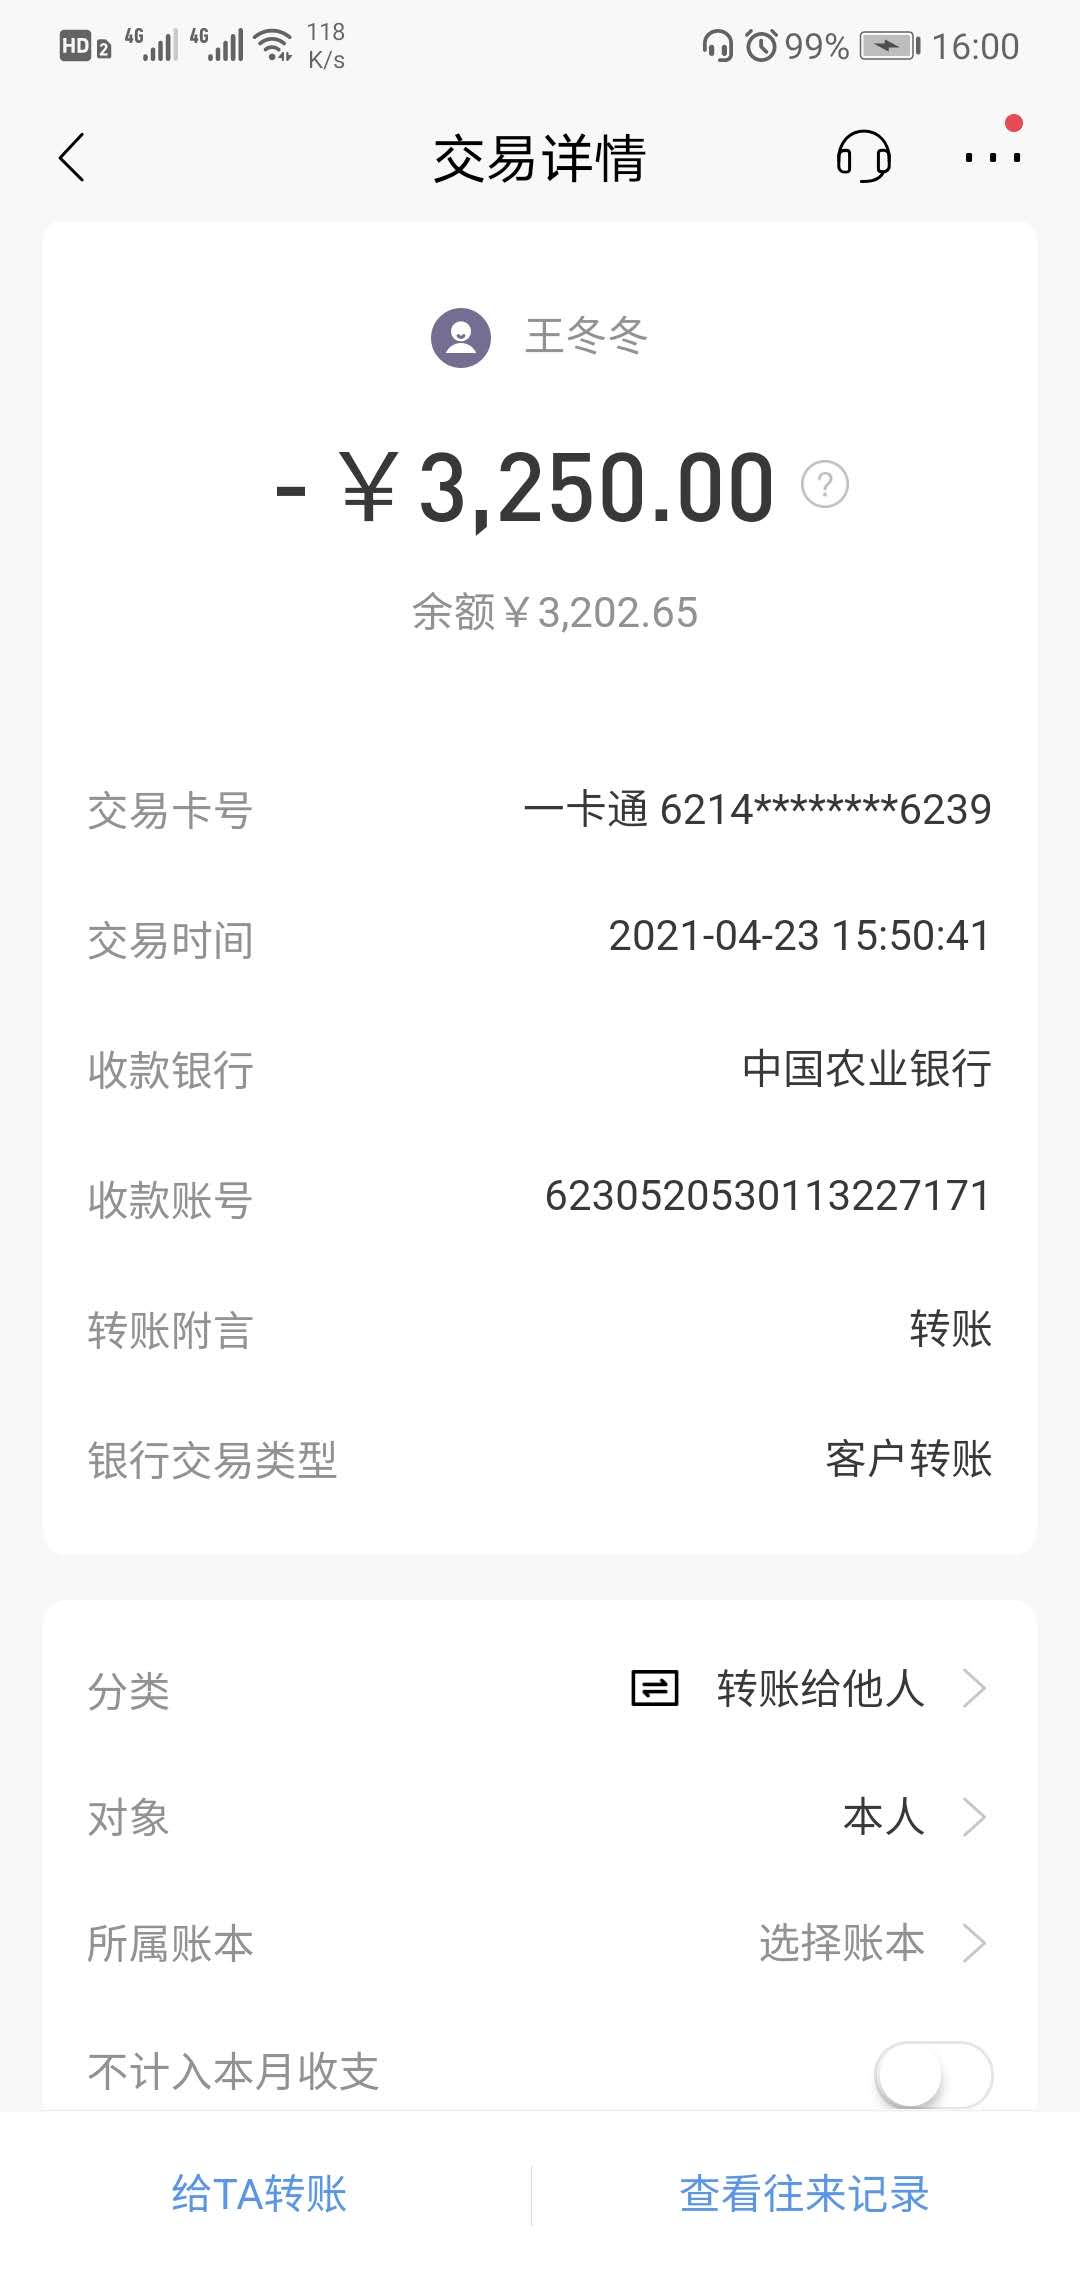 HD 2 4G 4G 118 K/s 99% 16:00
交易详情
王冬冬
- ￥3,250.00 ?
余额￥3,202.65
交易卡号 一卡通 6214********6239
交易时间 2021-04-23 15:50:41
收款银行 中国农业银行
收款账号 6230520530113227171
转账附言 转账
银行交易类型 客户转账
分类 转账给他人
对象 本人
所属账本 选择账本
不计入本月收支
给TA转账 查看往来记录